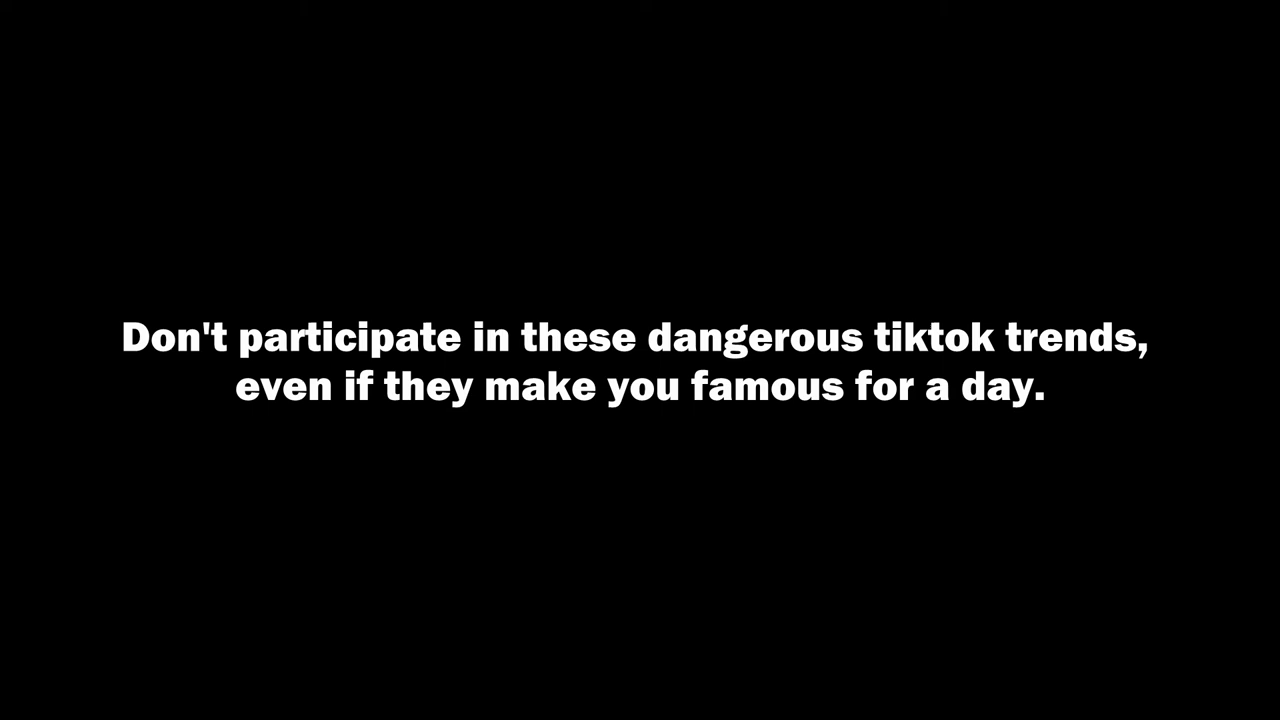 Don't participate in these dangerous tiktok trends,
even if they make you famous for a day.